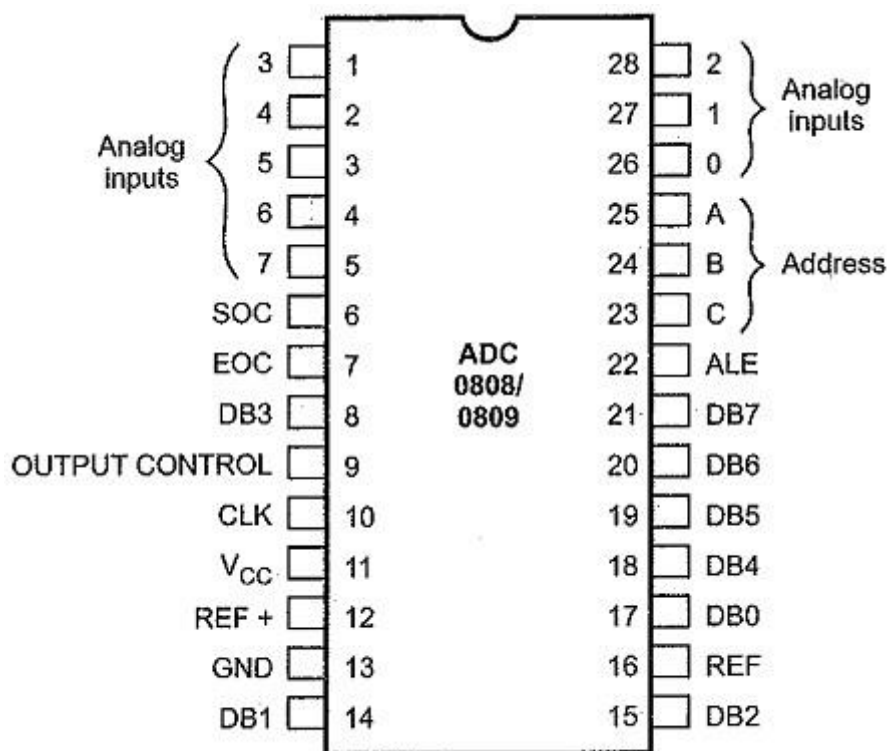 3 1 28 2
4 2 27 1
Analog inputs
5 3 26 0
Analog inputs
6 4 25 A
7 5 24 B
Address
SOC 6 23 C
EOC 7 22 ALE
ADC
0808/
0809
DB3 8 21 DB7
OUTPUT CONTROL 9 20 DB6
CLK 10 19 DB5
VCC 11 18 DB4
REF + 12 17 DB0
GND 13 16 REF
DB1 14 15 DB2